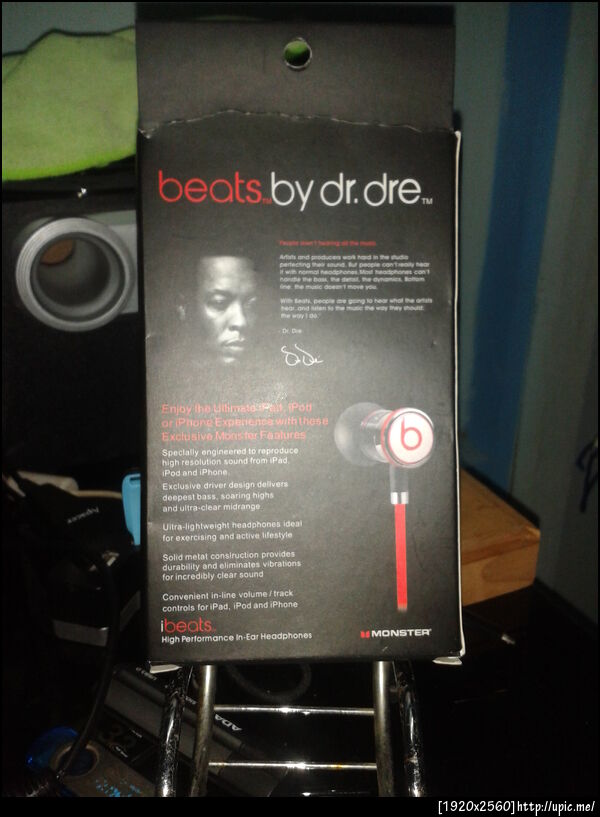 beats™ by dr. dre™
People aren't hearing all the music.
Artists and producers work hard in the studio
perfecting their sound. But people can't really hear
it with normal headphones. Most headphones can't
handle the bass, the detail, the dynamics. Bottom
line, the music doesn't move you.
With Beats, people are going to hear what the artists
hear, and listen to the music the way they should:
the way I do.
- Dr. Dre
Enjoy the Ultimate iPad, iPod
or iPhone Experience with these
Exclusive Monster Features
Specially engineered to reproduce
high resolution sound from iPad,
iPod and iPhone.
Exclusive driver design delivers
deepest bass, soaring highs
and ultra-clear midrange
Ultra-lightweight headphones ideal
for exercising and active lifestyle
Solid metal consruction provides
durability and eliminates vibrations
for incredibly clear sound
Convenient in-line volume / track
controls for iPad, iPod and iPhone
ibeats™
High Performance In-Ear Headphones
b
MONSTER
Apacer
ADA
32
[1920x2560]http://upic.me/